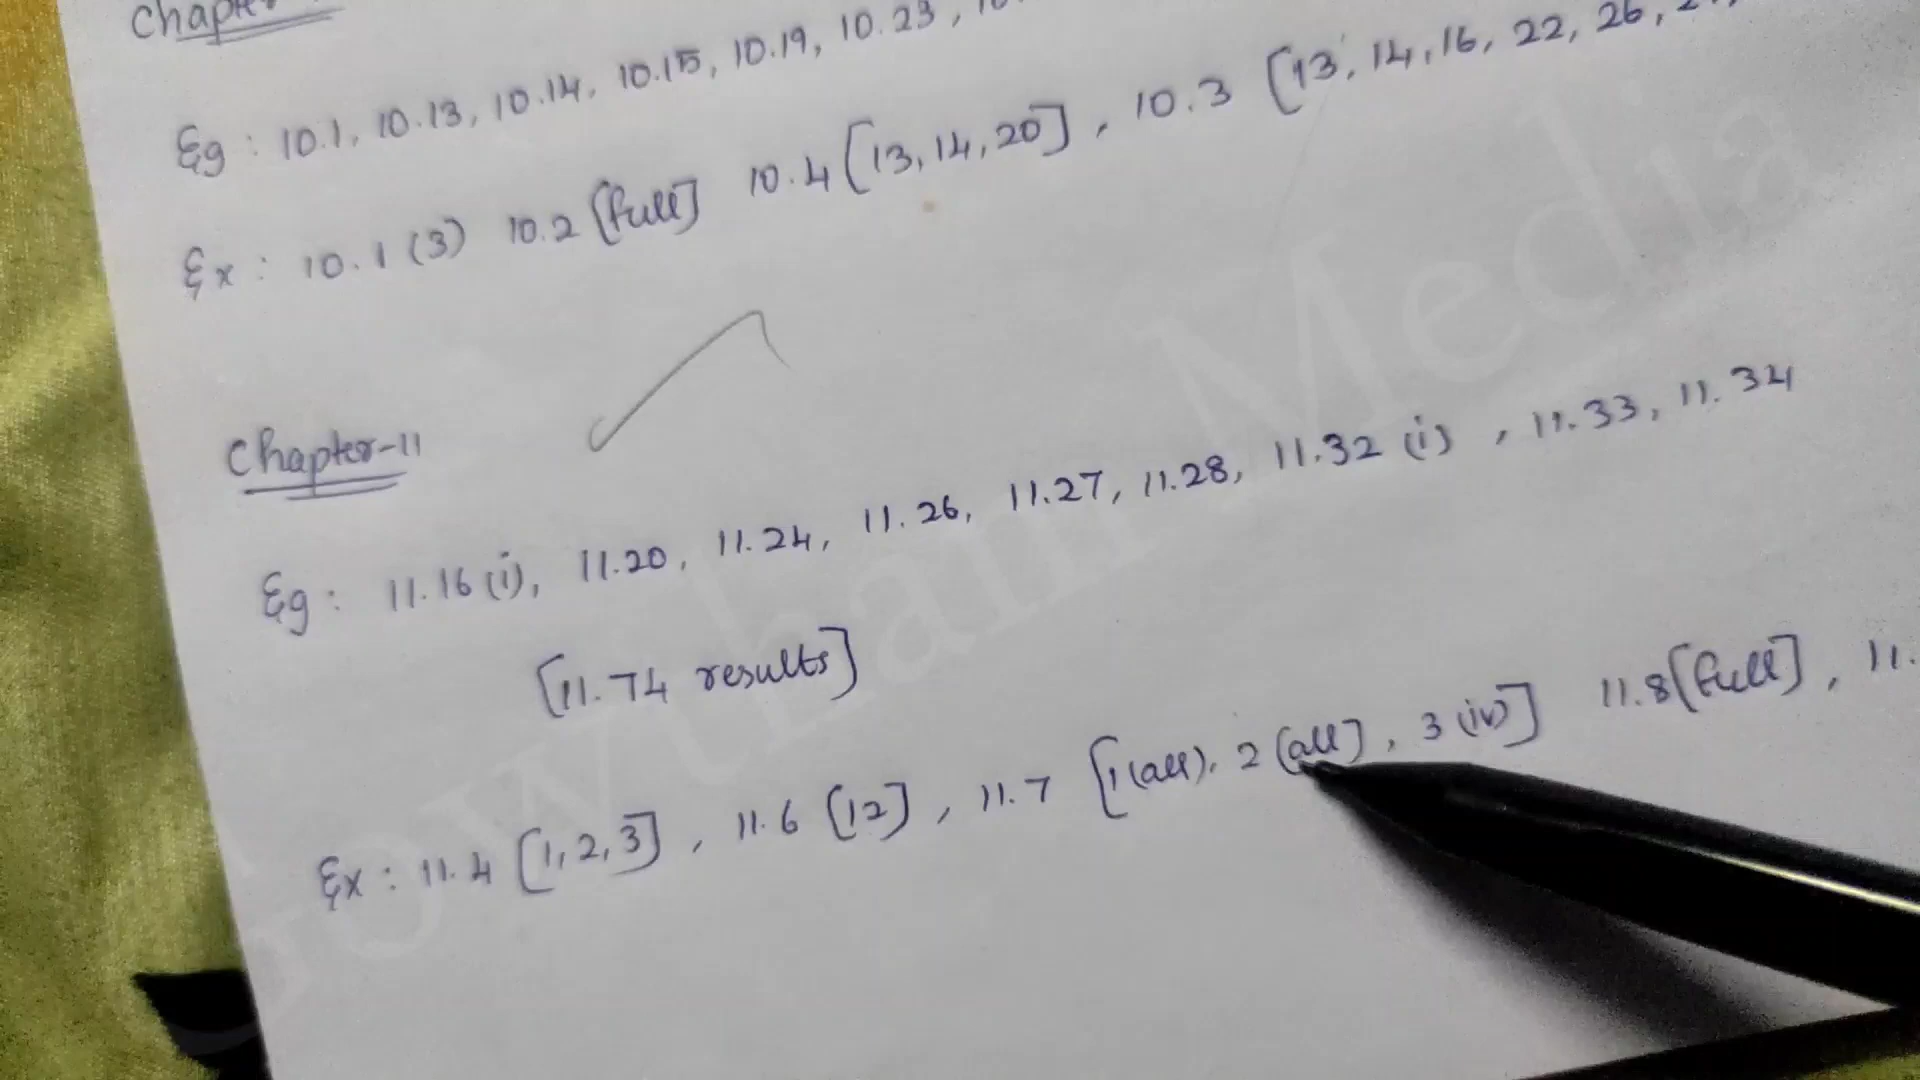 Chapter
Eg : 10.1, 10.13, 10.14, 10.15, 10.19, 10.23,
Ex : 10.1 (3) 10.2 [full] 10.4 [13, 14, 20], 10.3 [13, 14, 16, 22, 26,
Chapter-11
Eg : 11.16 (i), 11.20, 11.24, 11.26, 11.27, 11.28, 11.32 (i), 11.33, 11.34
[11.74 results]
Ex : 11.4 [1, 2, 3], 11.6 [12], 11.7 [1 (all), 2 (all], 3 (iv)] 11.8 [full], 11.
Gowtham Media